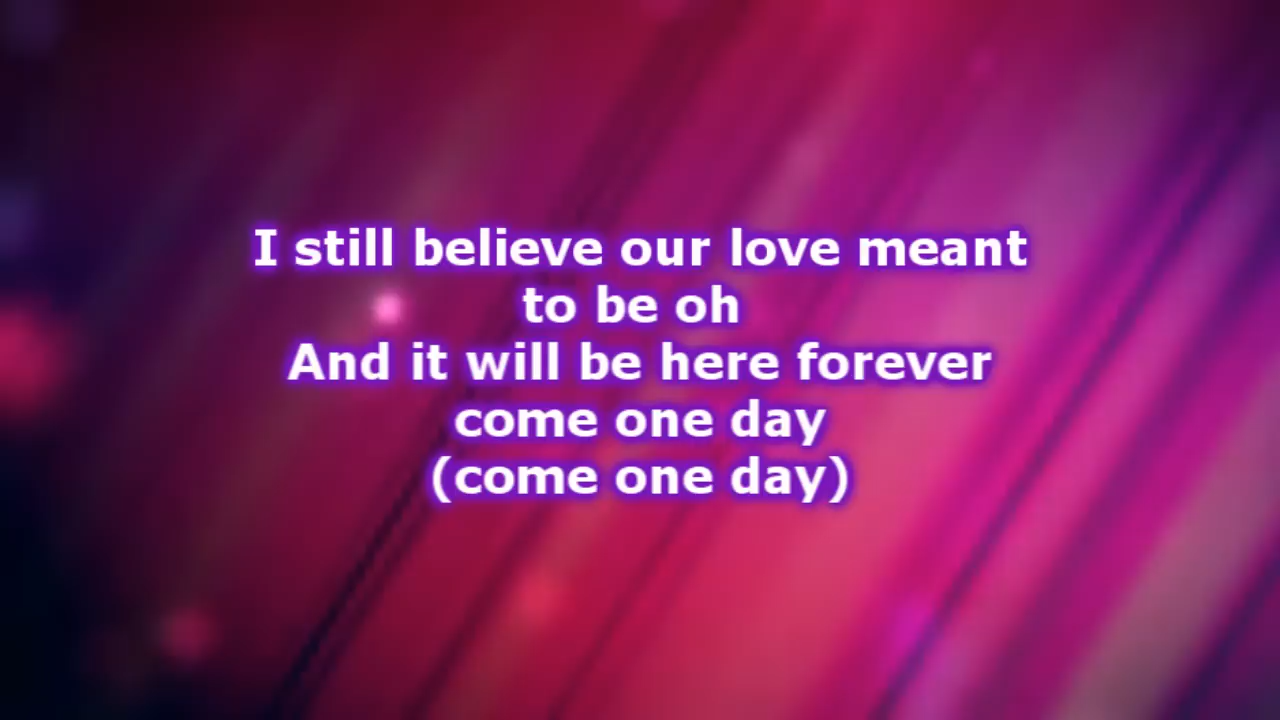 I still believe our love meant
to be oh
And it will be here forever
come one day
(come one day)